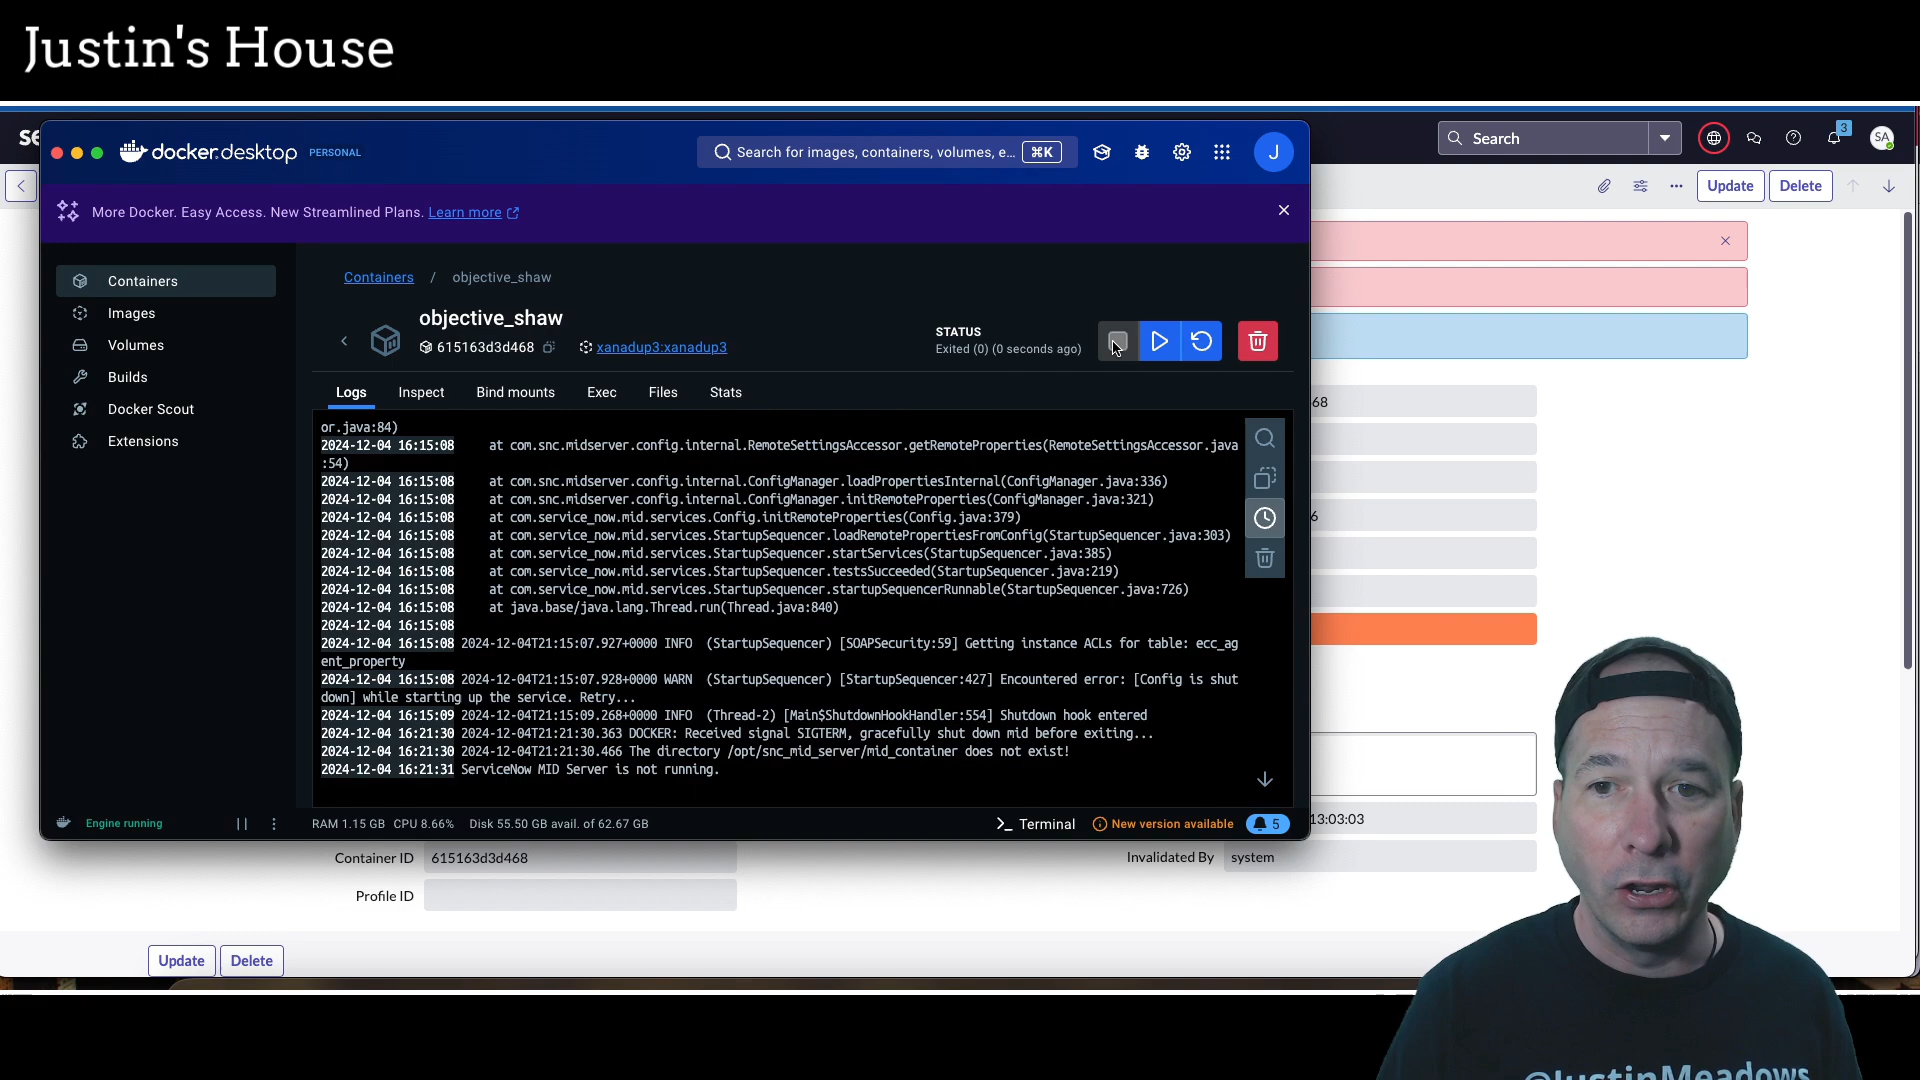 Justin's House
se
docker.desktop PERSONAL
Search for images, containers, volumes, e... ⌘K
J
Search
3
SA
More Docker. Easy Access. New Streamlined Plans. Learn more
Update Delete
Containers
Images
Volumes
Builds
Docker Scout
Extensions
Containers / objective_shaw
objective_shaw
615163d3d468 xanadup3:xanadup3
STATUS
Exited (0) (0 seconds ago)
Logs Inspect Bind mounts Exec Files Stats
or.java:84)
2024-12-04 16:15:08 at com.snc.midserver.config.internal.RemoteSettingsAccessor.getRemoteProperties(RemoteSettingsAccessor.java
:54)
2024-12-04 16:15:08 at com.snc.midserver.config.internal.ConfigManager.loadPropertiesInternal(ConfigManager.java:336)
2024-12-04 16:15:08 at com.snc.midserver.config.internal.ConfigManager.initRemoteProperties(ConfigManager.java:321)
2024-12-04 16:15:08 at com.service_now.mid.services.Config.initRemoteProperties(Config.java:379)
2024-12-04 16:15:08 at com.service_now.mid.services.StartupSequencer.loadRemotePropertiesFromConfig(StartupSequencer.java:303)
2024-12-04 16:15:08 at com.service_now.mid.services.StartupSequencer.startServices(StartupSequencer.java:385)
2024-12-04 16:15:08 at com.service_now.mid.services.StartupSequencer.testsSucceeded(StartupSequencer.java:219)
2024-12-04 16:15:08 at com.service_now.mid.services.StartupSequencer.startupSequencerRunnable(StartupSequencer.java:726)
2024-12-04 16:15:08 at java.base/java.lang.Thread.run(Thread.java:840)
2024-12-04 16:15:08
2024-12-04 16:15:08 2024-12-04T21:15:07.927+0000 INFO (StartupSequencer) [SOAPSecurity:59] Getting instance ACLs for table: ecc_ag
ent_property
2024-12-04 16:15:08 2024-12-04T21:15:07.928+0000 WARN (StartupSequencer) [StartupSequencer:427] Encountered error: [Config is shut
down] while starting up the service. Retry...
2024-12-04 16:15:09 2024-12-04T21:15:09.268+0000 INFO (Thread-2) [Main$ShutdownHookHandler:554] Shutdown hook entered
2024-12-04 16:21:30 2024-12-04T21:21:30.363 DOCKER: Received signal SIGTERM, gracefully shut down mid before exiting...
2024-12-04 16:21:30 2024-12-04T21:21:30.466 The directory /opt/snc_mid_server/mid_container does not exist!
2024-12-04 16:21:31 ServiceNow MID Server is not running.
68
6
13:03:03
Engine running RAM 1.15 GB CPU 8.66% Disk 55.50 GB avail. of 62.67 GB Terminal New version available 5
Container ID 615163d3d468
Invalidated By system
Profile ID
Update Delete
@JustinMeadows